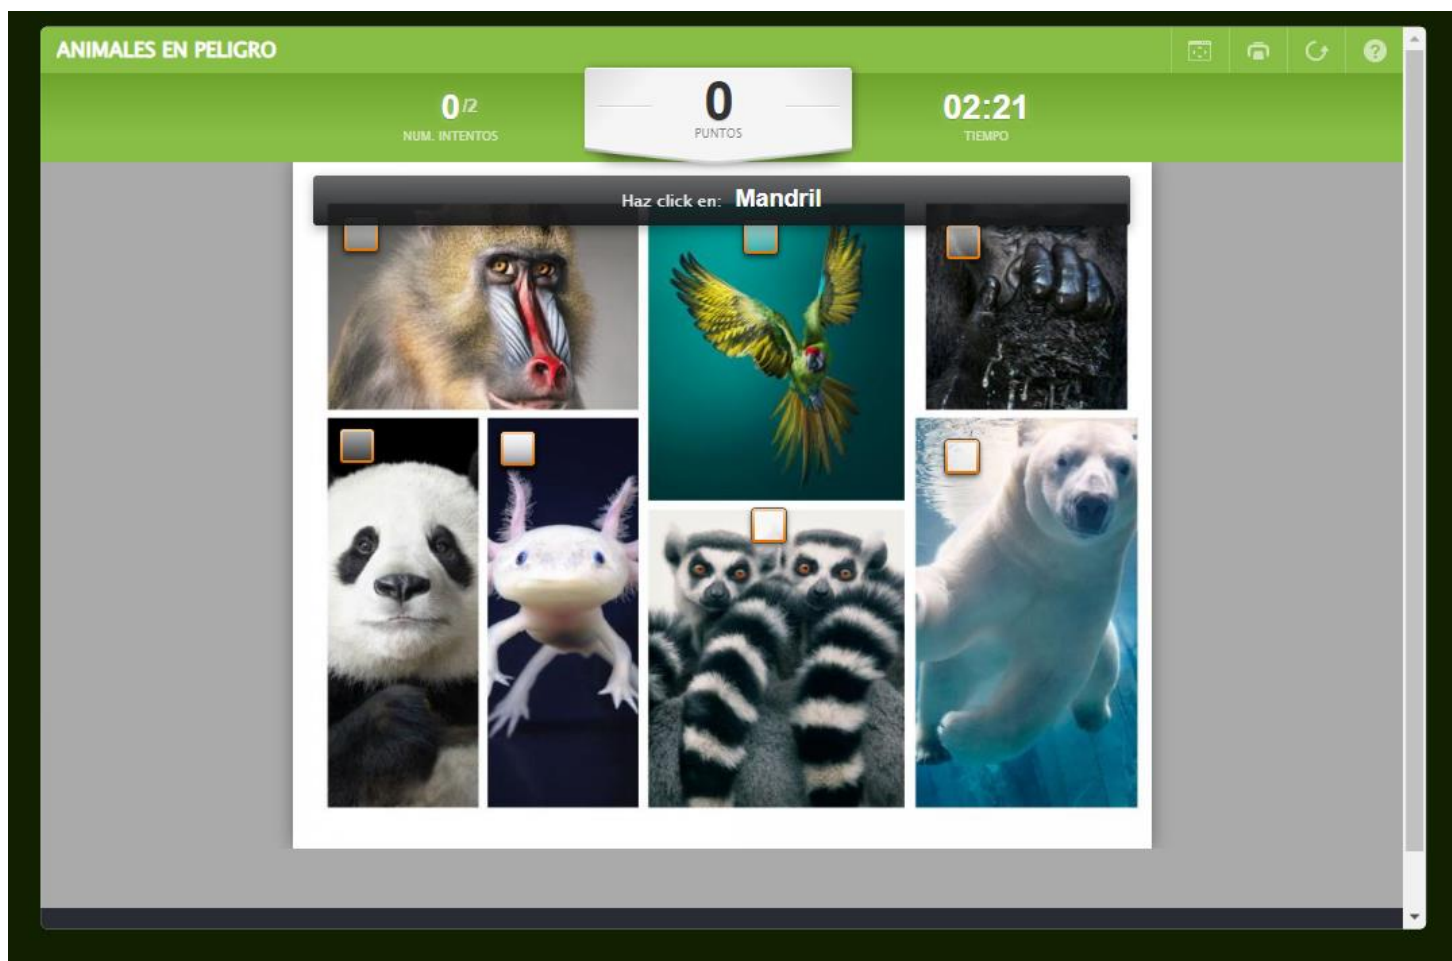 ANIMALES EN PELIGRO
0/2
NUM. INTENTOS
0
PUNTOS
02:21
TIEMPO
Haz click en: Mandril